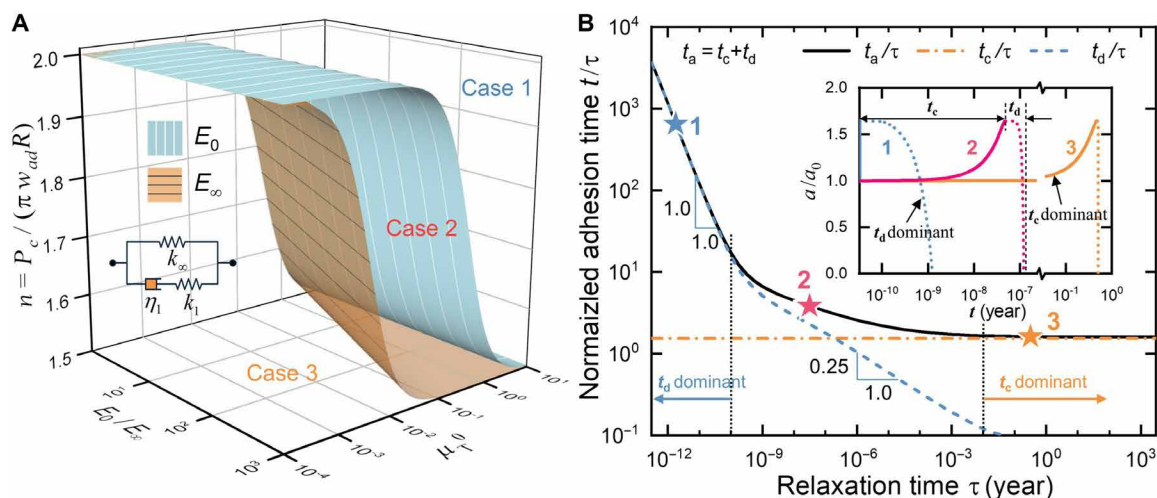 A
2.0
1.9
1.8
1.7
1.6
1.5
n = P_c / (π w_ad R)
E_0
E_∞
k_∞
η_1
k_1
Case 1
Case 2
Case 3
10^1
10^2
10^3
E_0/E_∞
10^-4
10^-3
10^-2
10^-1
10^0
10^1
B
Normaizled adhesion time t/τ
10^4
10^3
10^2
10^1
10^0
10^-1
t_a = t_c+t_d
t_a/τ
t_c/τ
t_d/τ
1
1.0
1.0
2
3
0.25
1.0
t_d dominant
t_c dominant
10^-12
10^-9
10^-6
10^-3
10^0
10^3
Relaxation time τ (year)
2.0
1.5
1.0
0.5
0.0
a/a_0
t_c
t_d
1
2
3
t_d dominant
t_c dominant
10^-10
10^-9
10^-8
10^-7
10^-1
10^0
t (year)